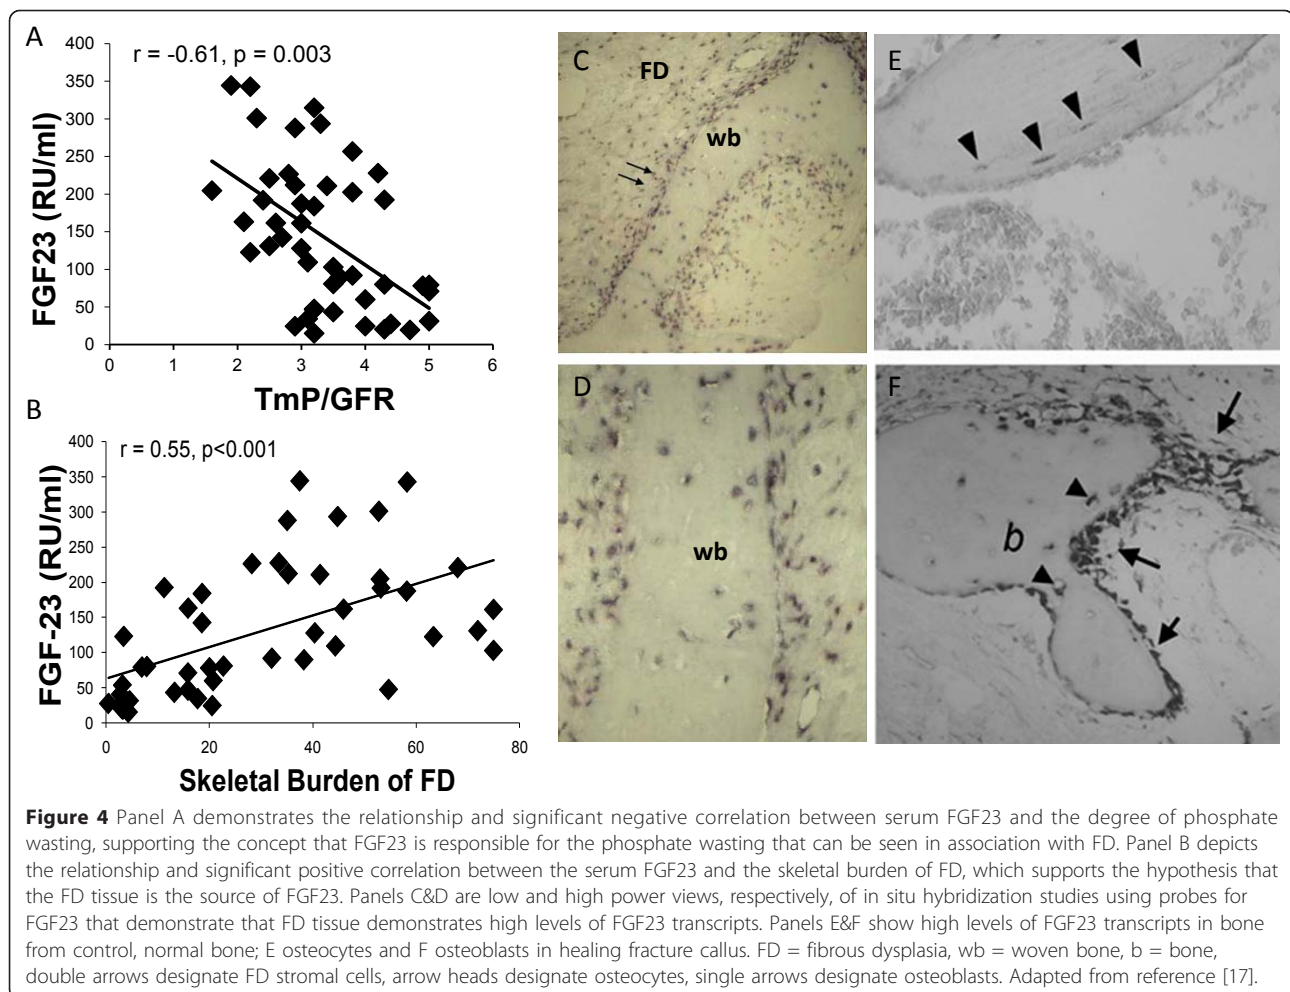 A
400
350
300
250
200
150
100
50
0
r = -0.61, p = 0.003
FGF23 (RU/ml)
0 1 2 3 4 5 6
TmP/GFR
B
400
350
300
250
200
150
100
50
0
r = 0.55, p<0.001
FGF-23 (RU/ml)
0 20 40 60 80
Skeletal Burden of FD
C
FD
wb
D
wb
E
F
b
Figure 4 Panel A demonstrates the relationship and significant negative correlation between serum FGF23 and the degree of phosphate
wasting, supporting the concept that FGF23 is responsible for the phosphate wasting that can be seen in association with FD. Panel B depicts
the relationship and significant positive correlation between the serum FGF23 and the skeletal burden of FD, which supports the hypothesis that
the FD tissue is the source of FGF23. Panels C&D are low and high power views, respectively, of in situ hybridization studies using probes for
FGF23 that demonstrate that FD tissue demonstrates high levels of FGF23 transcripts. Panels E&F show high levels of FGF23 transcripts in bone
from control, normal bone; E osteocytes and F osteoblasts in healing fracture callus. FD = fibrous dysplasia, wb = woven bone, b = bone,
double arrows designate FD stromal cells, arrow heads designate osteocytes, single arrows designate osteoblasts. Adapted from reference [17].